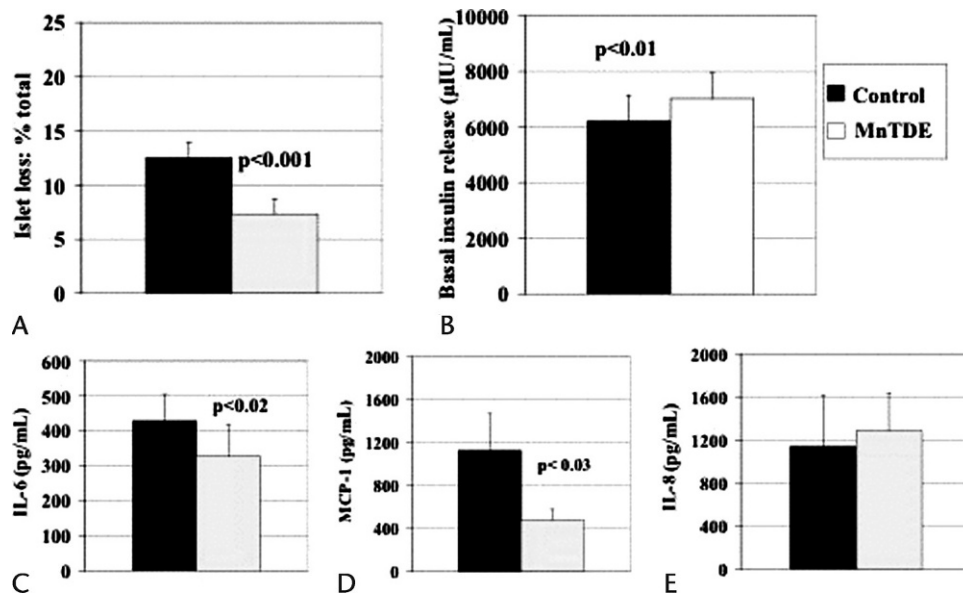 Islet loss: % total
25
20
15
10
5
0
p<0.001
A
Basal insulin release (µIU/mL)
10000
8000
6000
4000
2000
0
p<0.01
B
Control
MnTDE
IL-6 (pg/mL)
600
500
400
300
200
100
0
p<0.02
C
MCP-1 (pg/mL)
2000
1600
1200
800
400
0
p< 0.03
D
IL-8 (pg/mL)
2000
1600
1200
800
400
0
E